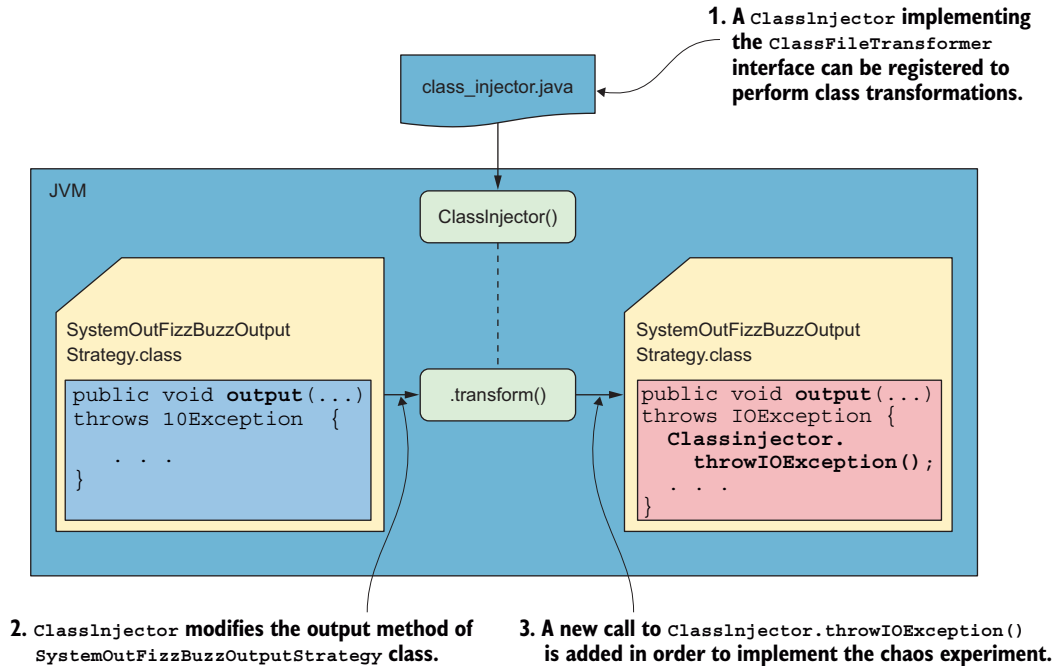 1. A ClassInjector implementing
the ClassFileTransformer
interface can be registered to
perform class transformations.
class_injector.java
JVM
ClassInjector()
SystemOutFizzBuzzOutput
Strategy.class
public void output(...)
throws 10Exception {
. . .
}
.transform()
SystemOutFizzBuzzOutput
Strategy.class
public void output(...)
throws IOException {
Classinjector.
throwIOException();
. . .
}
2. ClassInjector modifies the output method of
SystemOutFizzBuzzOutputStrategy class.
3. A new call to ClassInjector.throwIOException()
is added in order to implement the chaos experiment.